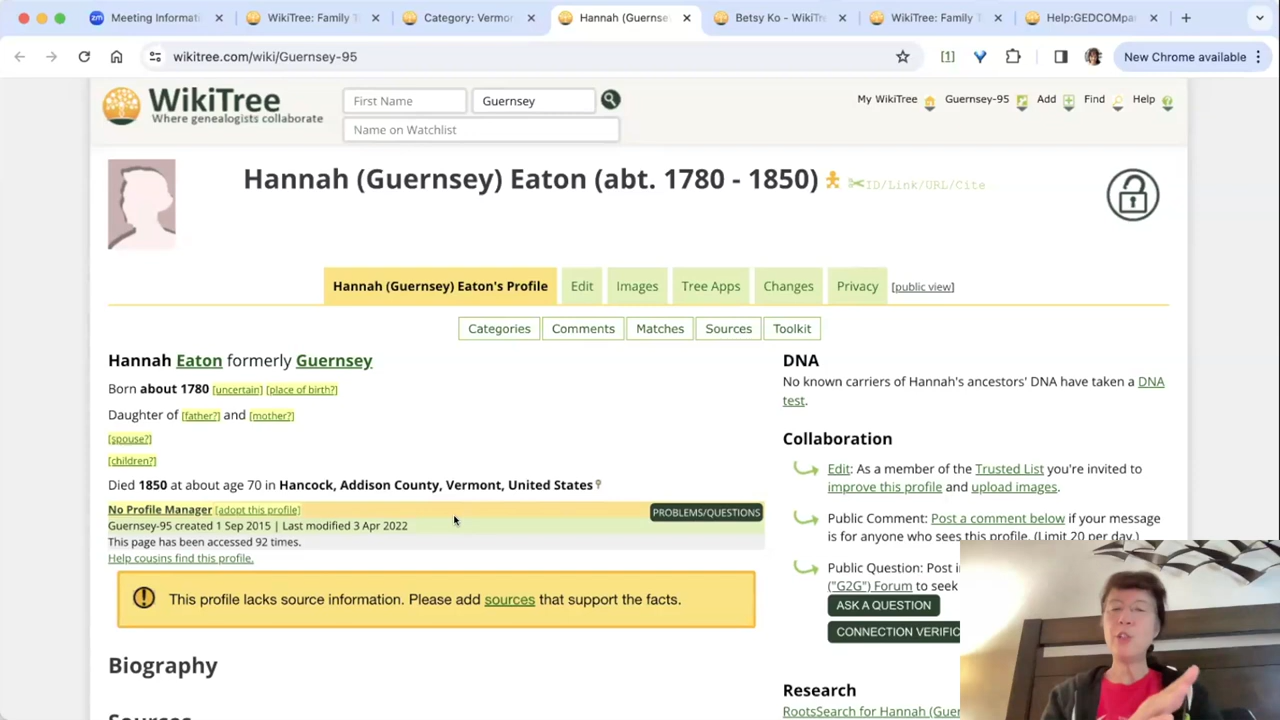 Meeting Informati
WikiTree: Family T
Category: Vermor
Hannah (Guernse
Betsy Ko - WikiTre
WikiTree: Family T
Help:GEDCOMpa
wikitree.com/wiki/Guernsey-95
[1]
New Chrome available
WikiTree
Where genealogists collaborate
First Name
Guernsey
Name on Watchlist
My WikiTree
Guernsey-95
Add
Find
Help
Hannah (Guernsey) Eaton (abt. 1780 - 1850)
ID/Link/URL/Cite
Hannah (Guernsey) Eaton's Profile
Edit
Images
Tree Apps
Changes
Privacy
[public view]
Categories
Comments
Matches
Sources
Toolkit
Hannah Eaton formerly Guernsey
Born about 1780 [uncertain] [place of birth?]
Daughter of [father?] and [mother?]
[spouse?]
[children?]
Died 1850 at about age 70 in Hancock, Addison County, Vermont, United States
No Profile Manager [adopt this profile]
PROBLEMS/QUESTIONS
Guernsey-95 created 1 Sep 2015 | Last modified 3 Apr 2022
This page has been accessed 92 times.
Help cousins find this profile.
This profile lacks source information. Please add sources that support the facts.
Biography
DNA
No known carriers of Hannah's ancestors' DNA have taken a DNA
test.
Collaboration
Edit: As a member of the Trusted List you're invited to
improve this profile and upload images.
Public Comment: Post a comment below if your message
is for anyone who sees this profile. (Limit 20 per day.)
Public Question: Post i
("G2G") Forum to seek
ASK A QUESTION
CONNECTION VERIFIC
Research
RootsSearch for Hannah (Guer